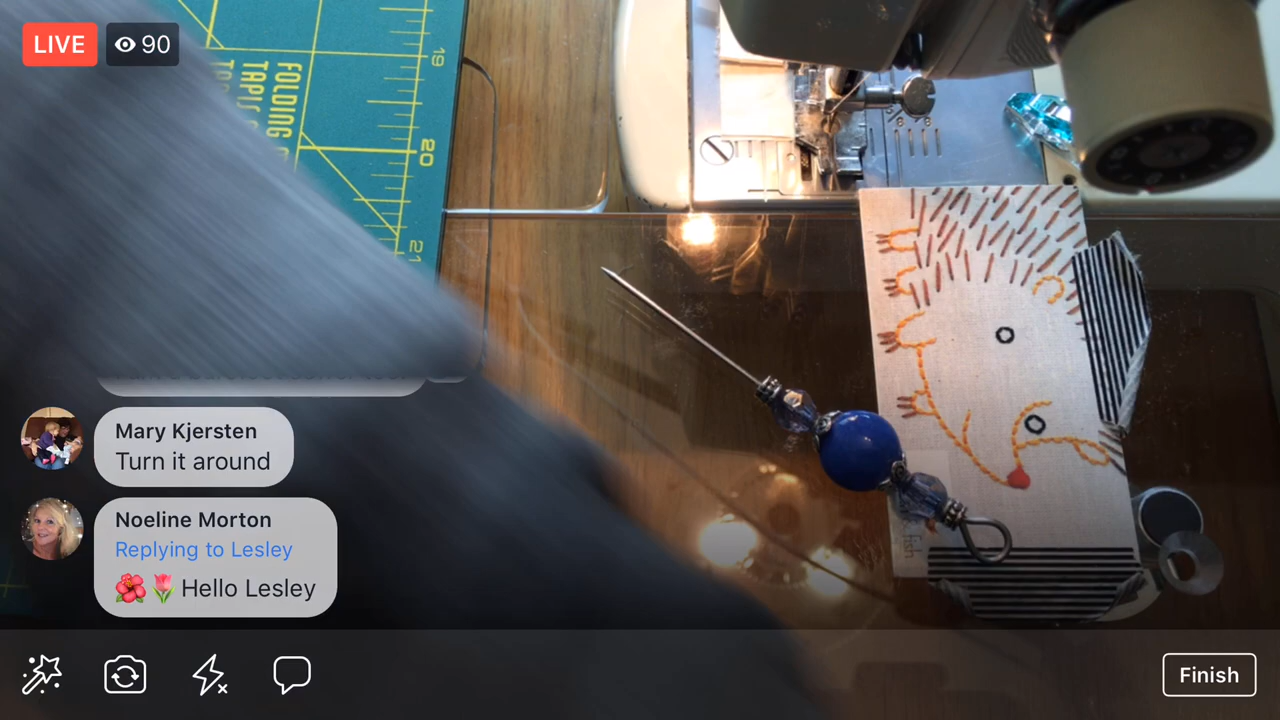 LIVE
90
19
FOLDING
TAPIS
20
21
Mary Kjersten
Turn it around
Noeline Morton
Replying to Lesley
🌺🌷Hello Lesley
fish
Finish